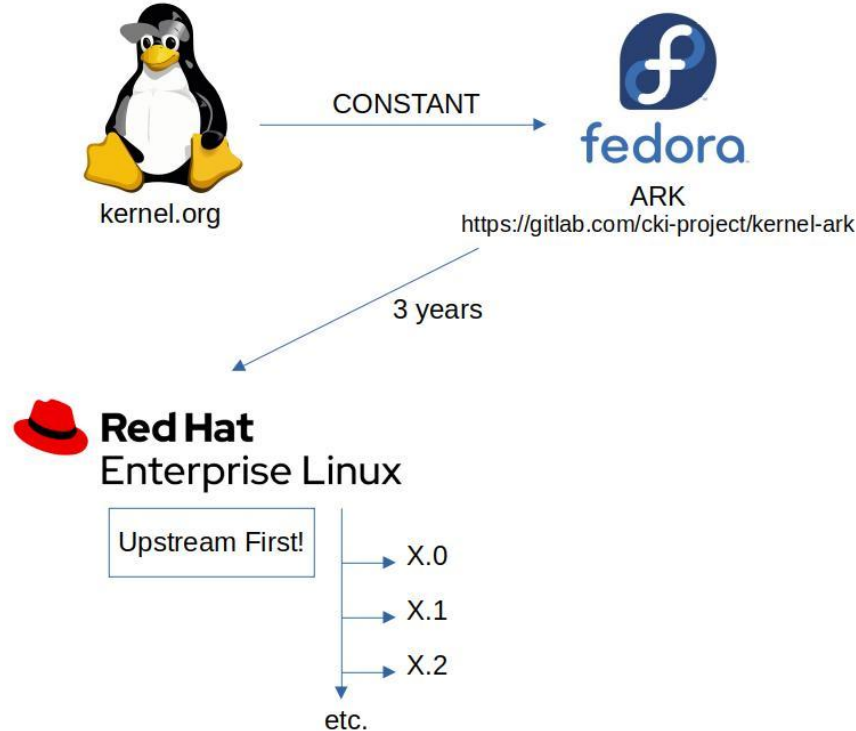 CONSTANT
fedora
kernel.org
ARK
https://gitlab.com/cki-project/kernel-ark
3 years
Red Hat
Enterprise Linux
Upstream First!
X.0
X.1
X.2
etc.